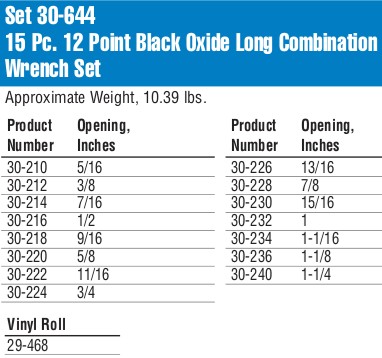 Set 30-644
15 Pc. 12 Point Black Oxide Long Combination
Wrench Set
Approximate Weight, 10.39 lbs.
Product Opening,
Number Inches
30-210 5/16
30-212 3/8
30-214 7/16
30-216 1/2
30-218 9/16
30-220 5/8
30-222 11/16
30-224 3/4
Product Opening,
Number Inches
30-226 13/16
30-228 7/8
30-230 15/16
30-232 1
30-234 1-1/16
30-236 1-1/8
30-240 1-1/4
Vinyl Roll
29-468